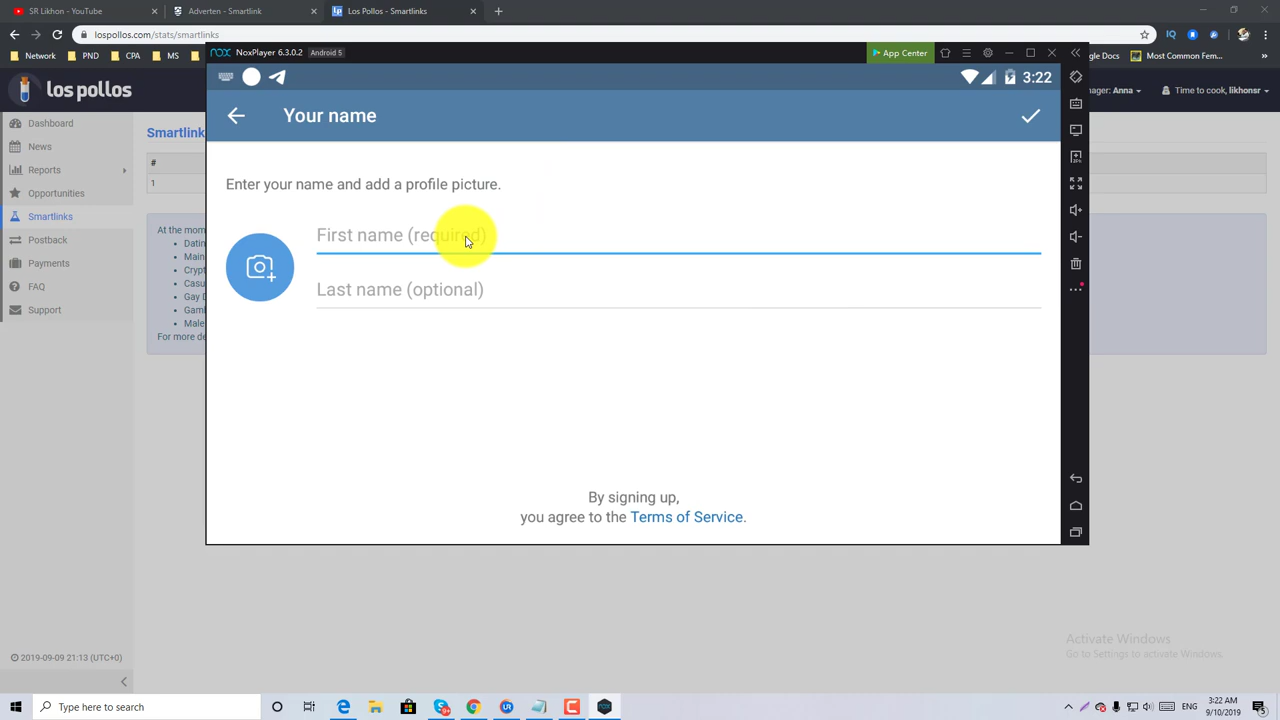 SR Likhon - YouTube
Adverten - Smartlinks
Los Pollos - Smartlinks
lospollos.com/stats/smartlinks
Network
PND
CPA
MS
ogle Docs
Most Common Fem...
NoxPlayer 6.3.0.2
Android 5
App Center
3:22
los pollos
nager: Anna
Time to cook, likhonsr
Your name
Dashboard
News
Reports
Opportunities
Smartlinks
Postback
Payments
FAQ
Support
Smartlink
#
1
At the mom
Datin
Main
Crypt
Casu
Gay D
Gamb
Male
For more de
Enter your name and add a profile picture.
First name (required)
Last name (optional)
By signing up,
you agree to the Terms of Service.
Activate Windows
Go to Settings to activate Windows.
2019-09-09 21:13 (UTC+0)
Type here to search
ENG
3:22 AM
9/10/2019